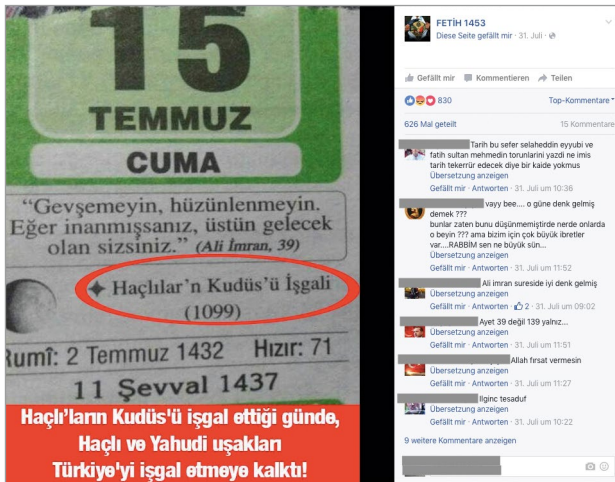 15
TEMMUZ
CUMA
“Gevşemeyin, hüzünlenmeyin.
Eğer inanmışsanız, üstün gelecek
olan sizsiniz.” (Ali İmran, 39)
Haçlılar’n Kudüs’ü İşgali
(1099)
Rumî: 2 Temmuz 1432 Hızır: 71
11 Şevval 1437
Haçlı’ların Kudüs'ü işgal ettiği günde,
Haçlı ve Yahudi uşakları
Türkiye'yi işgal etmeye kalktı!
FETİH 1453
Diese Seite gefällt mir · 31. Juli ·
Gefällt mir Kommentieren Teilen
830 Top-Kommentare
626 Mal geteilt 15 Kommentare
Tarih bu sefer selaheddin eyyubi ve
fatih sultan mehmedin torunlarini yazdi ne imis
tarih tekerrür edecek diye bir kaide yokmus
Übersetzung anzeigen
Gefällt mir · Antworten · 31. Juli um 10:36
vayy bee.... o güne denk gelmiş
demek ???
bunlar zaten bunu düşünmemiştirde nerde onlarda
o beyin ??? ama bizim için çok büyük ibretler
var....RABBİM sen ne büyük sün...
Übersetzung anzeigen
Gefällt mir · Antworten · 31. Juli um 11:52
Ali imran sureside iyi denk gelmiş
Übersetzung anzeigen
Gefällt mir · Antworten · 2 · 31. Juli um 09:02
Ayet 39 değil 139 yalnız...
Übersetzung anzeigen
Gefällt mir · Antworten · 31. Juli um 11:51
Allah fırsat vermesin
Übersetzung anzeigen
Gefällt mir · Antworten · 31. Juli um 11:27
Ilginc tesaduf
Übersetzung anzeigen
Gefällt mir · Antworten · 31. Juli um 10:22
9 weitere Kommentare anzeigen